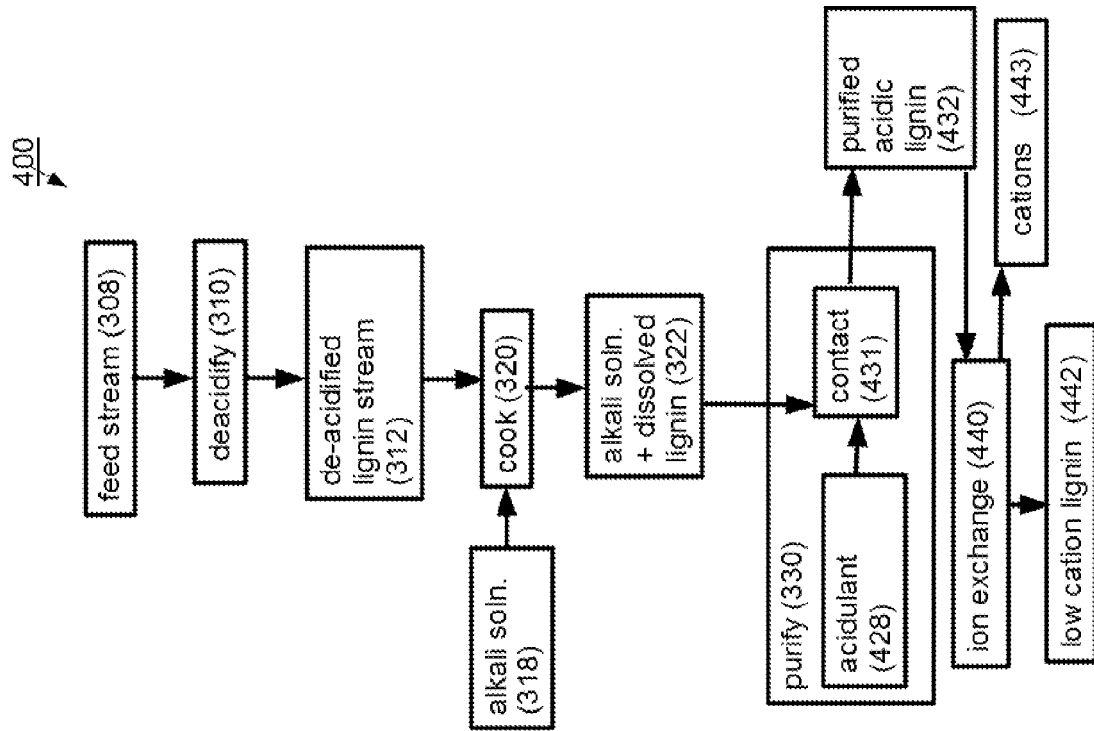 400
feed stream (308)
deacidify (310)
de-acidified
lignin stream
(312)
alkali soln.
(318)
cook (320)
alkali soln.
+ dissolved
lignin (322)
purify (330)
acidulant
(428)
contact
(431)
purified
acidic
lignin
(432)
ion exchange (440)
cations (443)
low cation lignin (442)